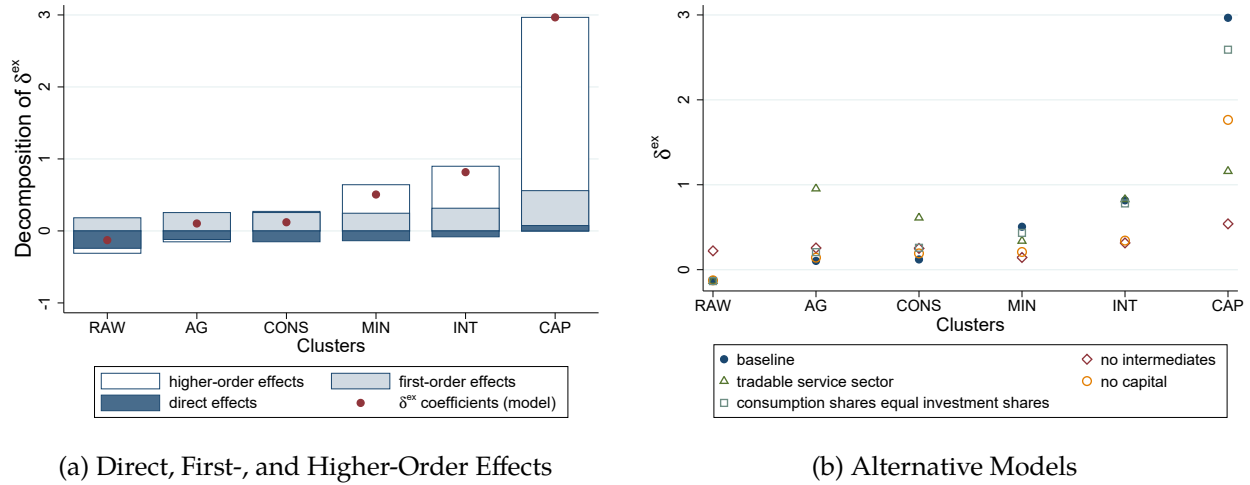 Decomposition of δ^ex
3
2
1
0
-1
RAW AG CONS MIN INT CAP
Clusters
higher-order effects first-order effects
direct effects δ^ex coefficients (model)
(a) Direct, First-, and Higher-Order Effects
δ^ex
3
2
1
0
RAW AG CONS MIN INT CAP
Clusters
baseline no intermediates
tradable service sector no capital
consumption shares equal investment shares
(b) Alternative Models